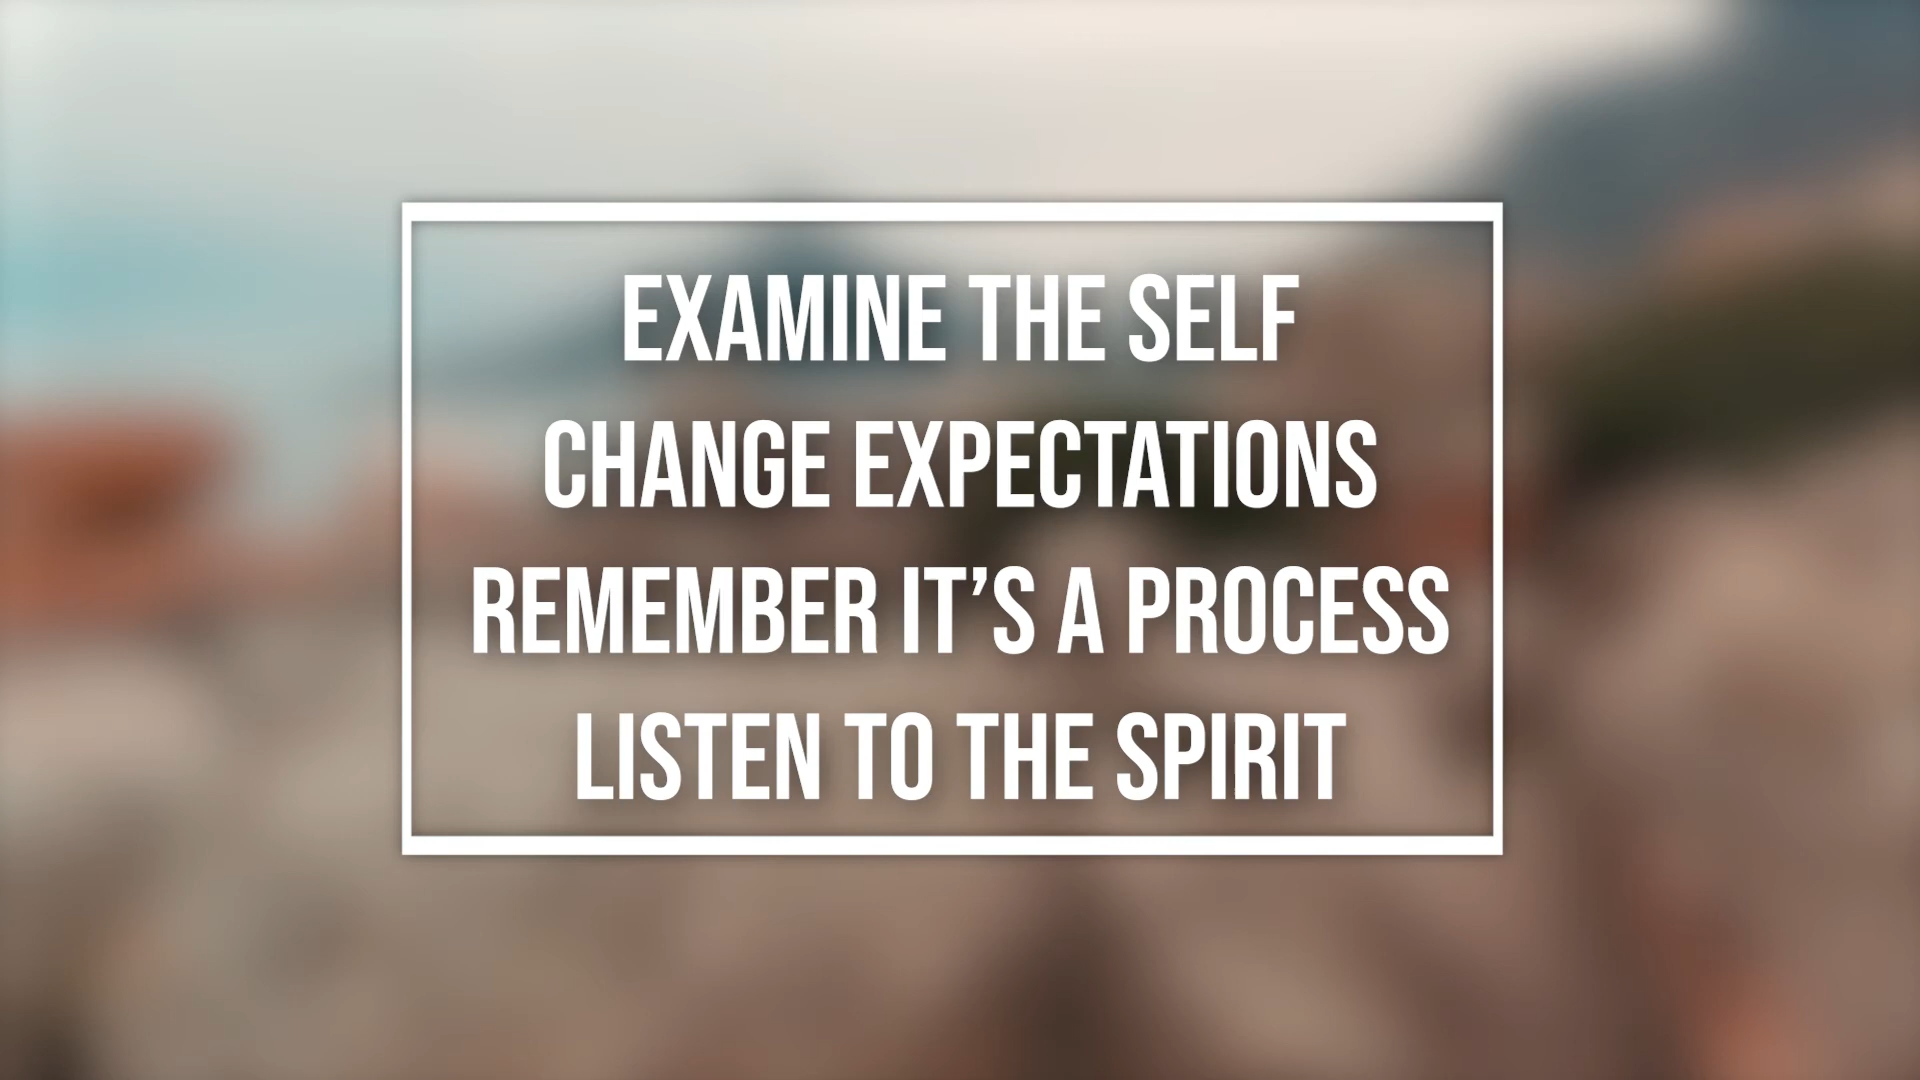 EXAMINE THE SELF
CHANGE EXPECTATIONS
REMEMBER IT’S A PROCESS
LISTEN TO THE SPIRIT